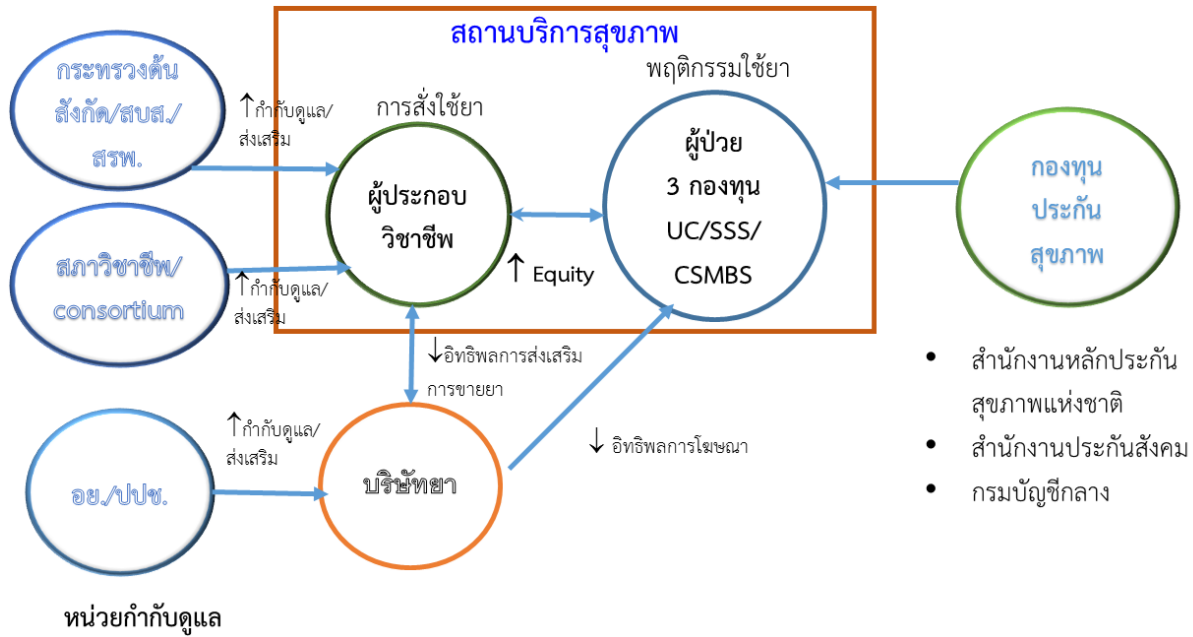 สถานบริการสุขภาพ
กระทรวงต้น
สังกัด/สบส./
สรพ.
↑กำกับดูแล/
ส่งเสริม
การสั่งใช้ยา
ผู้ประกอบ
วิชาชีพ
พฤติกรรมใช้ยา
ผู้ป่วย
3 กองทุน
UC/SSS/
CSMBS
กองทุน
ประกัน
สุขภาพ
สภาวิชาชีพ/
consortium
↑กำกับดูแล/
ส่งเสริม
↑ Equity
↓อิทธิพลการส่งเสริม
การขายยา
• สำนักงานหลักประกัน
สุขภาพแห่งชาติ
• สำนักงานประกันสังคม
• กรมบัญชีกลาง
อย./ปปช.
↑กำกับดูแล/
ส่งเสริม
บริษัทยา
↓ อิทธิพลการโฆษณา
หน่วยกำกับดูแล